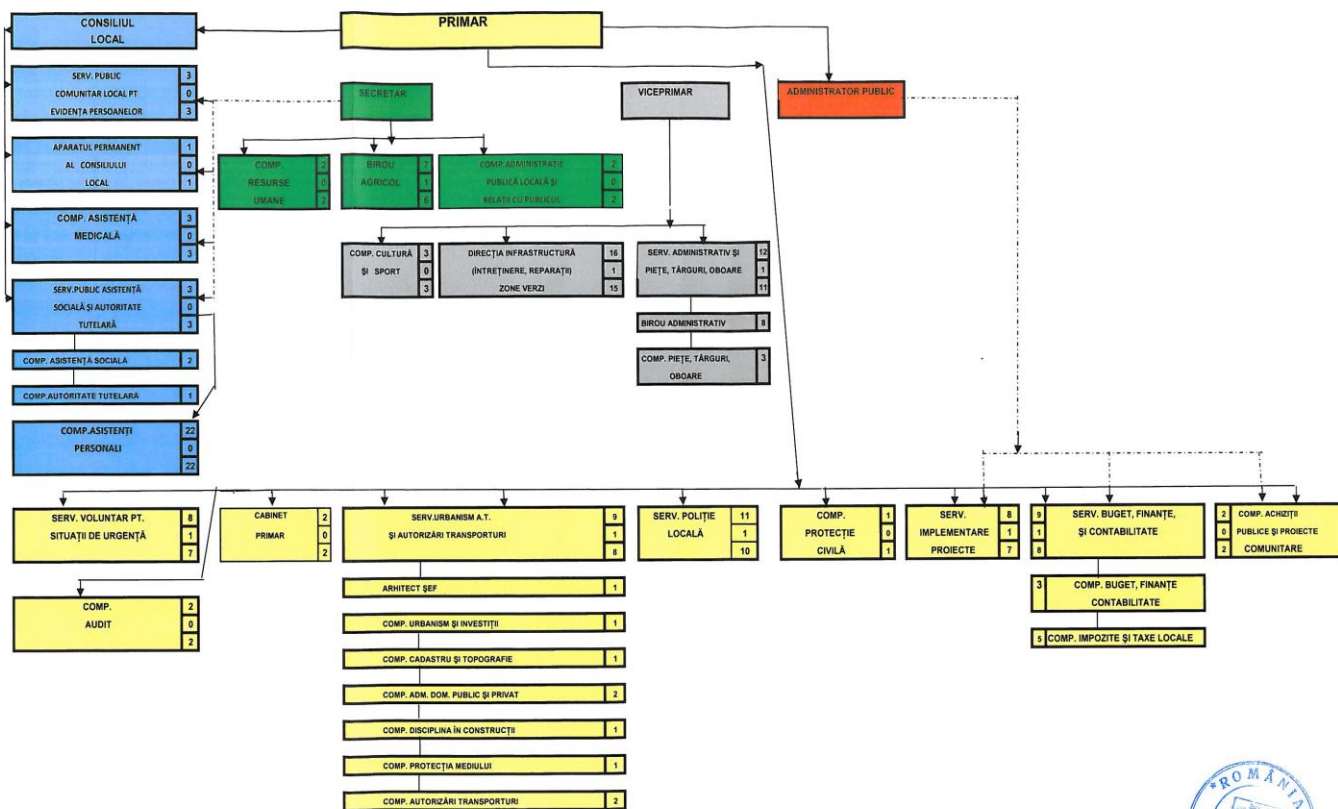 CONSILIUL
LOCAL
PRIMAR
SERV. PUBLIC
COMUNITAR LOCAL PT
EVIDENȚA PERSOANELOR
3
0
3
SECRETAR
VICEPRIMAR
ADMINISTRATOR PUBLIC
APARATUL PERMANENT
AL CONSILIULUI
LOCAL
1
0
1
COMP.
RESURSE
UMANE
2
0
2
BIROU
AGRICOL
7
1
6
COMP.ADMINISTRAȚIE
PUBLICĂ LOCALĂ ȘI
RELAȚII CU PUBLICUL
2
0
2
COMP. ASISTENȚĂ
MEDICALĂ
3
0
3
COMP. CULTURĂ
ȘI SPORT
3
0
3
DIRECȚIA INFRASTRUCTURĂ
(ÎNTREȚINERE, REPARAȚII)
ZONE VERZI
16
1
15
SERV. ADMINISTRATIV ȘI
PIEȚE, TÂRGURI, OBOARE
12
1
11
SERV.PUBLIC ASISTENȚĂ
SOCIALĂ ȘI AUTORITATE
TUTELARĂ
3
0
3
BIROU ADMINISTRATIV 8
COMP. PIEȚE, TÂRGURI,
OBOARE
3
COMP. ASISTENȚĂ SOCIALĂ 2
COMP.AUTORITATE TUTELARĂ 1
COMP.ASISTENȚI
PERSONALI
22
0
22
SERV. VOLUNTAR PT.
SITUAȚII DE URGENȚĂ
8
1
7
CABINET
PRIMAR
2
0
2
SERV.URBANISM A.T.
ȘI AUTORIZĂRI TRANSPORTURI
9
1
8
SERV. POLIȚIE
LOCALĂ
11
1
10
COMP.
PROTECȚIE
CIVILĂ
1
0
1
SERV.
IMPLEMENTARE
PROIECTE
8
1
7
9
1
8
SERV. BUGET, FINANȚE,
ȘI CONTABILITATE
2
0
2
COMP. ACHIZIȚII
PUBLICE ȘI PROIECTE
COMUNITARE
COMP.
AUDIT
2
0
2
ARHITECT ȘEF 1
COMP. URBANISM ȘI INVESTIȚII 1
COMP. CADASTRU ȘI TOPOGRAFIE 1
COMP. ADM. DOM. PUBLIC ȘI PRIVAT 2
COMP. DISCIPLINA ÎN CONSTRUCȚII 1
COMP. PROTECȚIA MEDIULUI 1
COMP. AUTORIZĂRI TRANSPORTURI 2
3
COMP. BUGET, FINANȚE
CONTABILITATE
5 COMP. IMPOZITE ȘI TAXE LOCALE
*ROMÂNIA